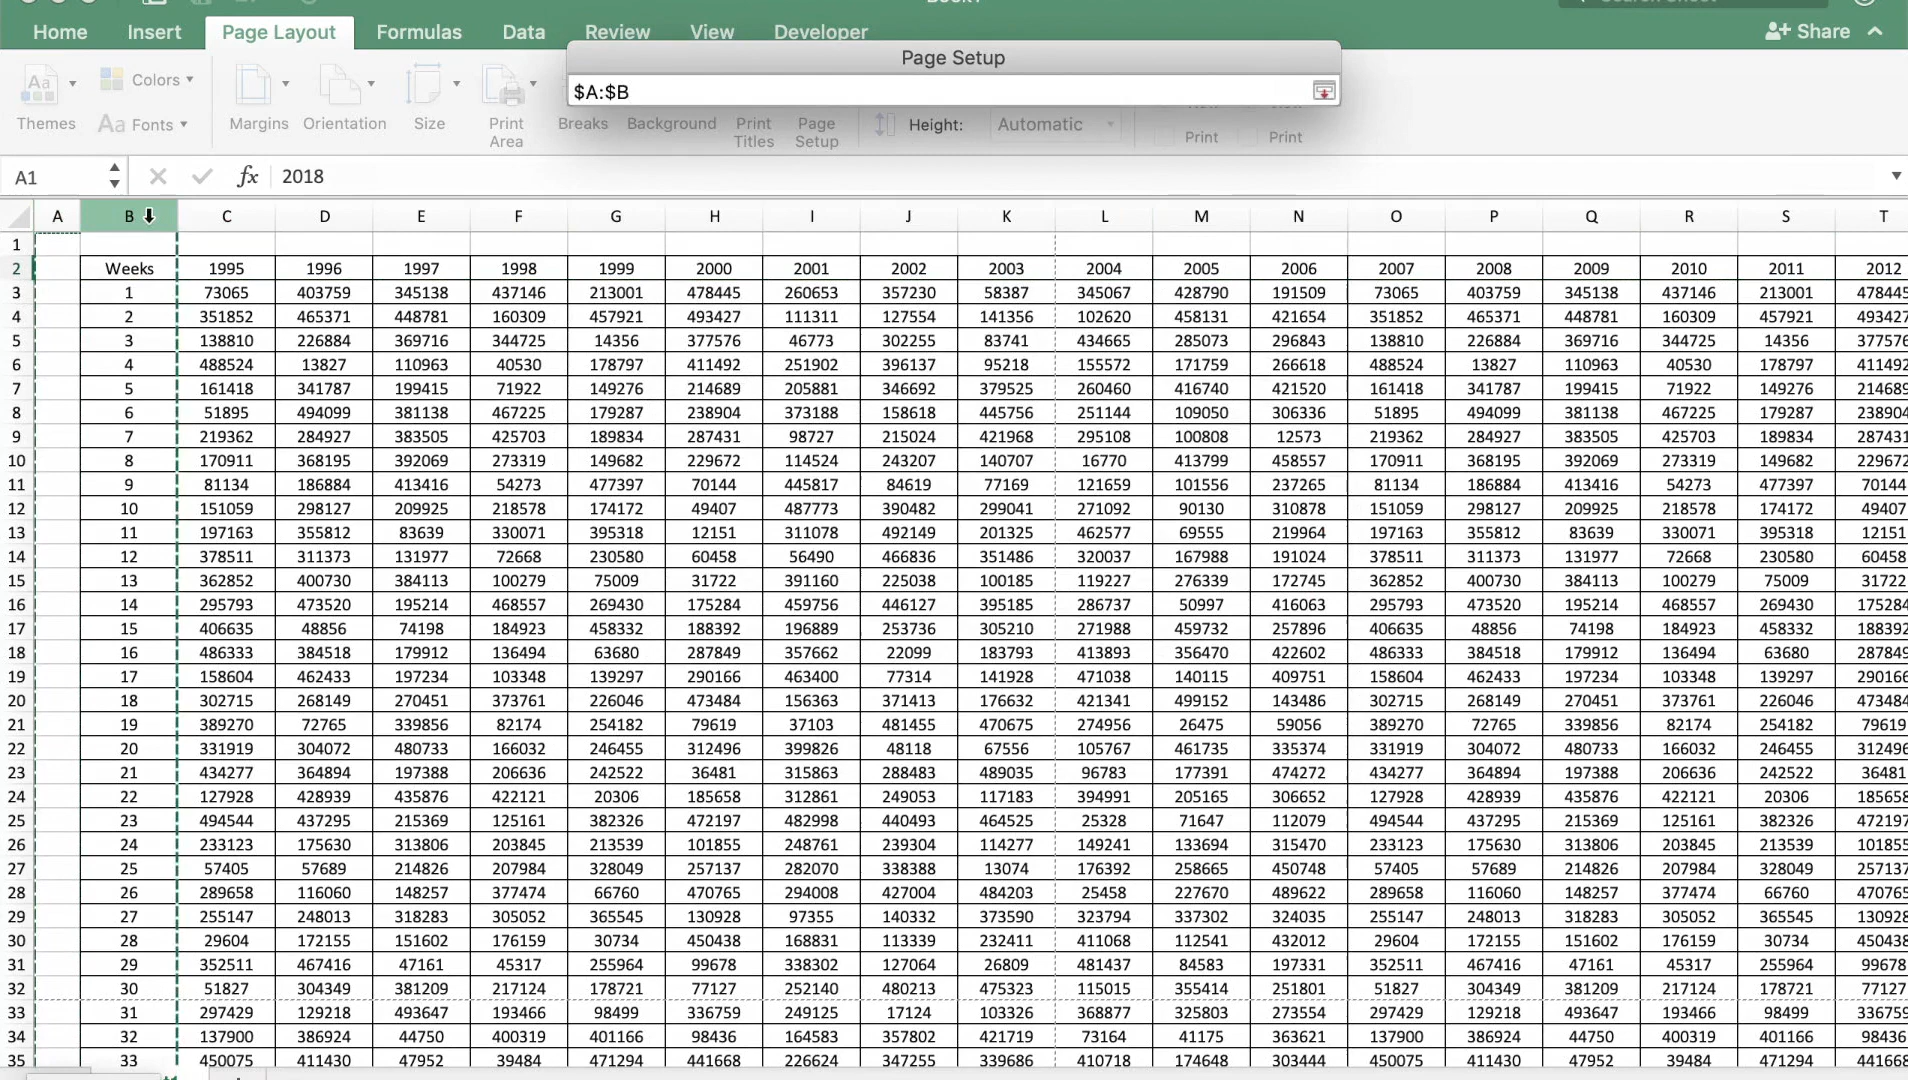 Home Insert Page Layout Formulas Data Review View Developer Share
Page Setup
$A:$B
Aa Colors
Themes Aa Fonts Margins Orientation Size Print Area Breaks Background Print Titles Page Setup Height: Automatic Print Print
A1 fx 2018
A B C D E F G H I J K L M N O P Q R S T
1
2 Weeks 1995 1996 1997 1998 1999 2000 2001 2002 2003 2004 2005 2006 2007 2008 2009 2010 2011 2012
3 1 73065 403759 345138 437146 213001 478445 260653 357230 58387 345067 428790 191509 73065 403759 345138 437146 213001 478445
4 2 351852 465371 448781 160309 457921 493427 111311 127554 141356 102620 458131 421654 351852 465371 448781 160309 457921 493427
5 3 138810 226884 369716 344725 14356 377576 46773 302255 83741 434665 285073 296843 138810 226884 369716 344725 14356 377576
6 4 488524 13827 110963 40530 178797 411492 251902 396137 95218 155572 171759 266618 488524 13827 110963 40530 178797 411492
7 5 161418 341787 199415 71922 149276 214689 205881 346692 379525 260460 416740 421520 161418 341787 199415 71922 149276 214689
8 6 51895 494099 381138 467225 179287 238904 373188 158618 445756 251144 109050 306336 51895 494099 381138 467225 179287 238904
9 7 219362 284927 383505 425703 189834 287431 98727 215024 421968 295108 100808 12573 219362 284927 383505 425703 189834 287431
10 8 170911 368195 392069 273319 149682 229672 114524 243207 140707 16770 413799 458557 170911 368195 392069 273319 149682 229672
11 9 81134 186884 413416 54273 477397 70144 445817 84619 77169 121659 101556 237265 81134 186884 413416 54273 477397 70144
12 10 151059 298127 209925 218578 174172 49407 487773 390482 299041 271092 90130 310878 151059 298127 209925 218578 174172 49407
13 11 197163 355812 83639 330071 395318 12151 311078 492149 201325 462577 69555 219964 197163 355812 83639 330071 395318 12151
14 12 378511 311373 131977 72668 230580 60458 56490 466836 351486 320037 167988 191024 378511 311373 131977 72668 230580 60458
15 13 362852 400730 384113 100279 75009 31722 391160 225038 100185 119227 276339 172745 362852 400730 384113 100279 75009 31722
16 14 295793 473520 195214 468557 269430 175284 459756 446127 395185 286737 50997 416063 295793 473520 195214 468557 269430 175284
17 15 406635 48856 74198 184923 458332 188392 196889 253736 305210 271988 459732 257896 406635 48856 74198 184923 458332 188392
18 16 486333 384518 179912 136494 63680 287849 357662 22099 183793 413893 356470 422602 486333 384518 179912 136494 63680 287849
19 17 158604 462433 197234 103348 139297 290166 463400 77314 141928 471038 140115 409751 158604 462433 197234 103348 139297 290166
20 18 302715 268149 270451 373761 226046 473484 156363 371413 176632 421341 499152 143486 302715 268149 270451 373761 226046 473484
21 19 389270 72765 339856 82174 254182 79619 37103 481455 470675 274956 26475 59056 389270 72765 339856 82174 254182 79619
22 20 331919 304072 480733 166032 246455 312496 399826 48118 67556 105767 461735 335374 331919 304072 480733 166032 246455 312496
23 21 434277 364894 197388 206636 242522 36481 315863 288483 489035 96783 177391 474272 434277 364894 197388 206636 242522 36481
24 22 127928 428939 435876 422121 20306 185658 312861 249053 117183 394991 205165 306652 127928 428939 435876 422121 20306 185658
25 23 494544 437295 215369 125161 382326 472197 482998 440493 464525 25328 71647 112079 494544 437295 215369 125161 382326 472197
26 24 233123 175630 313806 203845 213539 101855 248761 239304 114277 149241 133694 315470 233123 175630 313806 203845 213539 101855
27 25 57405 57689 214826 207984 328049 257137 282070 338388 13074 176392 258665 450748 57405 57689 214826 207984 328049 257137
28 26 289658 116060 148257 377474 66760 470765 294008 427004 484203 25458 227670 489622 289658 116060 148257 377474 66760 470765
29 27 255147 248013 318283 305052 365545 130928 97355 140332 373590 323794 337302 324035 255147 248013 318283 305052 365545 130928
30 28 29604 172155 151602 176159 30734 450438 168831 113339 232411 411068 112541 432012 29604 172155 151602 176159 30734 450438
31 29 352511 467416 47161 45317 255964 99678 338302 127064 26809 481437 84583 197331 352511 467416 47161 45317 255964 99678
32 30 51827 304349 381209 217124 178721 77127 252140 480213 475323 115015 355414 251801 51827 304349 381209 217124 178721 77127
33 31 297429 129218 493647 193466 98499 336759 249125 17124 103326 368877 325803 273554 297429 129218 493647 193466 98499 336759
34 32 137900 386924 44750 400319 401166 98436 164583 357802 421719 73164 41175 363621 137900 386924 44750 400319 401166 98436
35 33 450075 411430 47952 39484 471294 441668 226624 347255 339686 410718 174648 303444 450075 411430 47952 39484 471294 441668